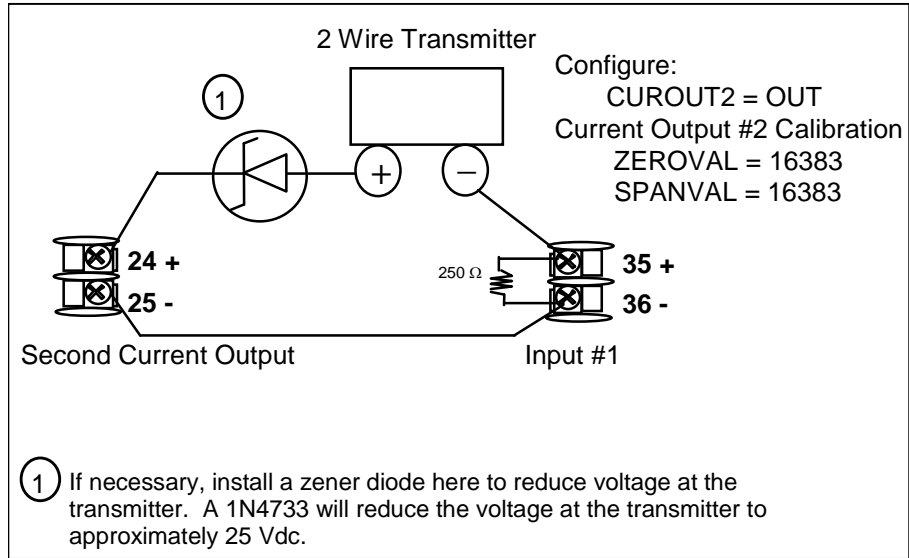 2 Wire Transmitter
Configure:
CUROUT2 = OUT
Current Output #2 Calibration
ZEROVAL = 16383
SPANVAL = 16383
1
+
−
24 +
25 -
250 Ω
35 +
36 -
Second Current Output
Input #1
1 If necessary, install a zener diode here to reduce voltage at the
transmitter. A 1N4733 will reduce the voltage at the transmitter to
approximately 25 Vdc.